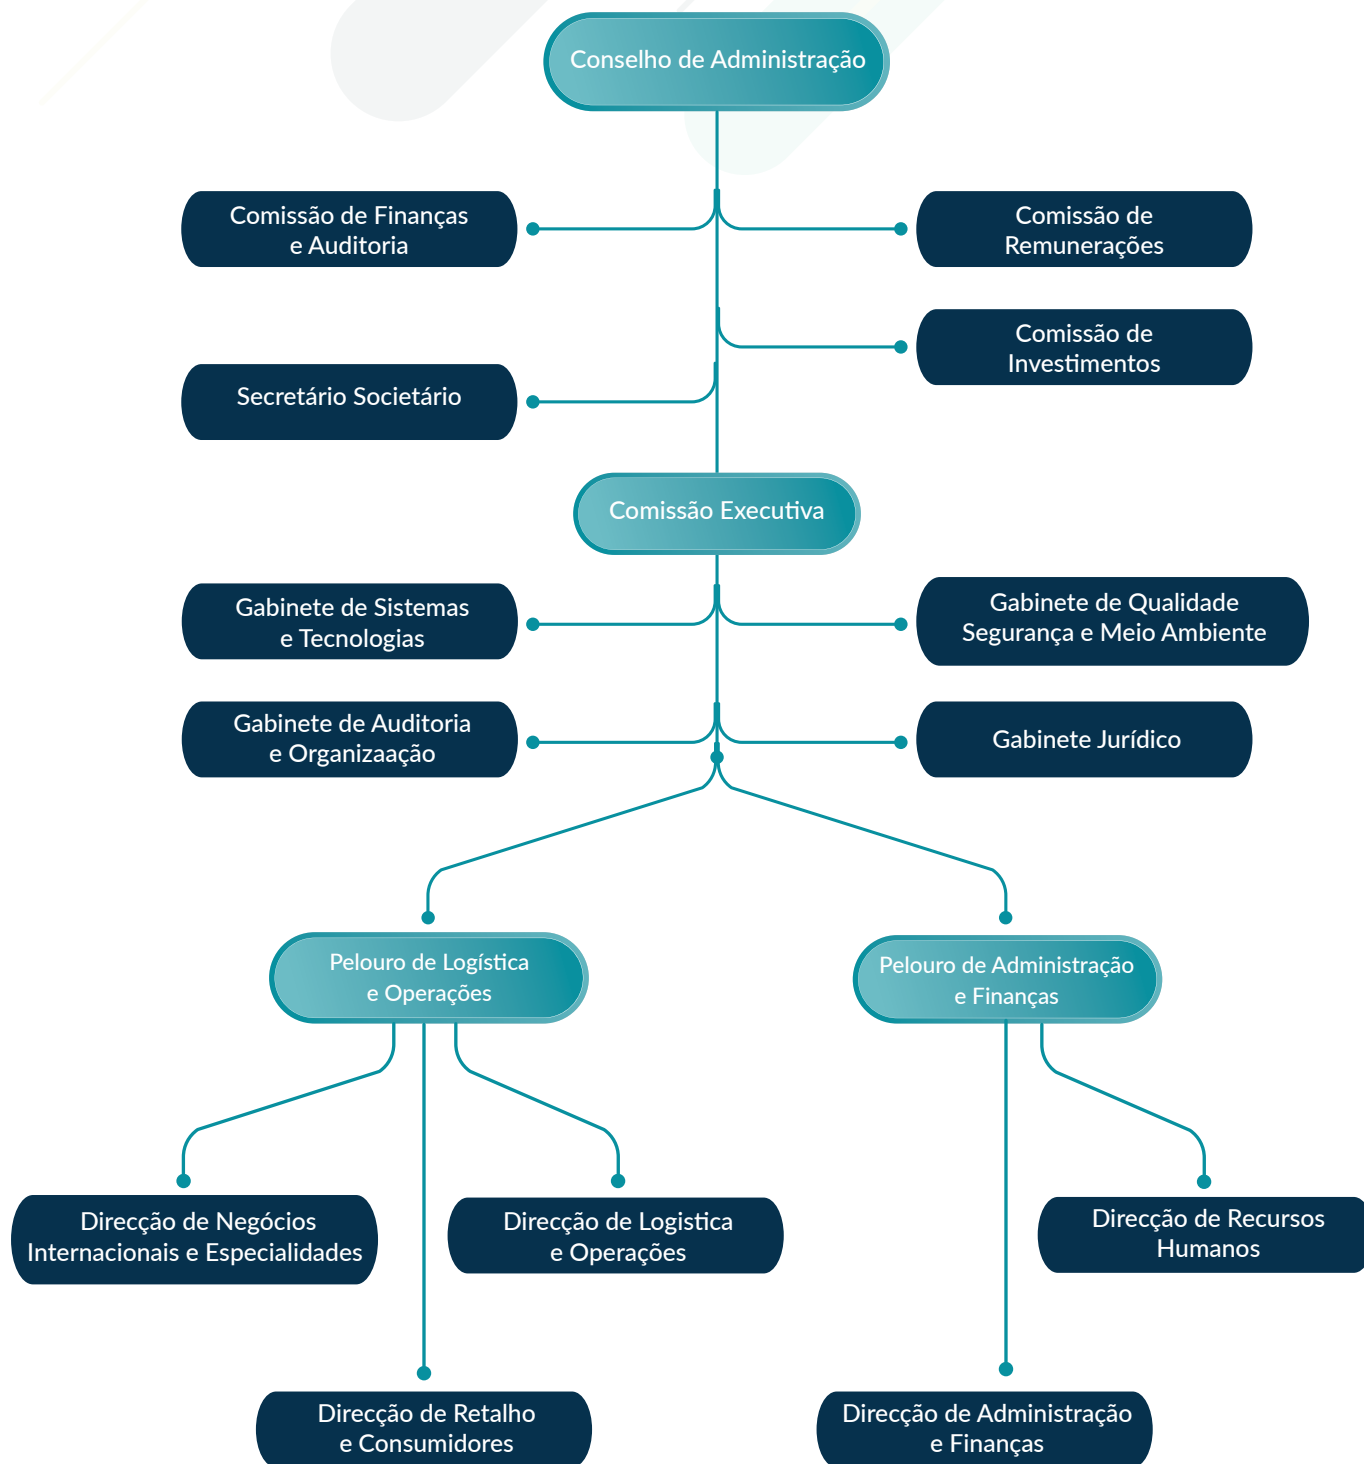 Conselho de Administração
Comissão de Finanças
e Auditoria
Comissão de
Remunerações
Comissão de
Investimentos
Secretário Societário
Comissão Executiva
Gabinete de Sistemas
e Tecnologias
Gabinete de Qualidade
Segurança e Meio Ambiente
Gabinete de Auditoria
e Organizaação
Gabinete Jurídico
Pelouro de Logística
e Operações
Pelouro de Administração
e Finanças
Direcção de Negócios
Internacionais e Especialidades
Direcção de Logistica
e Operações
Direcção de Recursos
Humanos
Direcção de Retalho
e Consumidores
Direcção de Administração
e Finanças